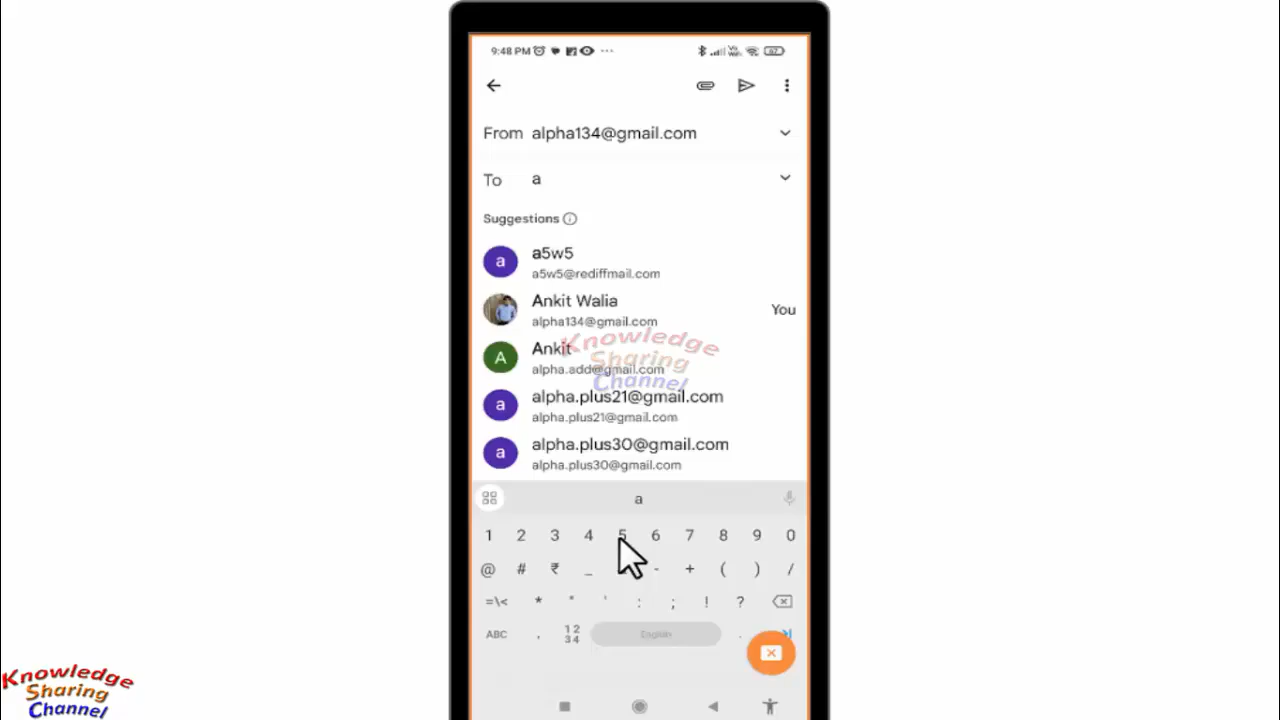 9:48 PM
From alpha134@gmail.com
To a
Suggestions
a a5w5
a5w5@rediffmail.com
Ankit Walia
alpha134@gmail.com
You
A Ankit
alpha.add@gmail.com
a alpha.plus21@gmail.com
alpha.plus21@gmail.com
a alpha.plus30@gmail.com
alpha.plus30@gmail.com
Knowledge
Sharing
Channel
a
1 2 3 4 5 6 7 8 9 0
@ # ₹ _ - + ( ) /
=\< * " ' : ; ! ?
ABC , 12 34 English .
Knowledge
Sharing
Channel